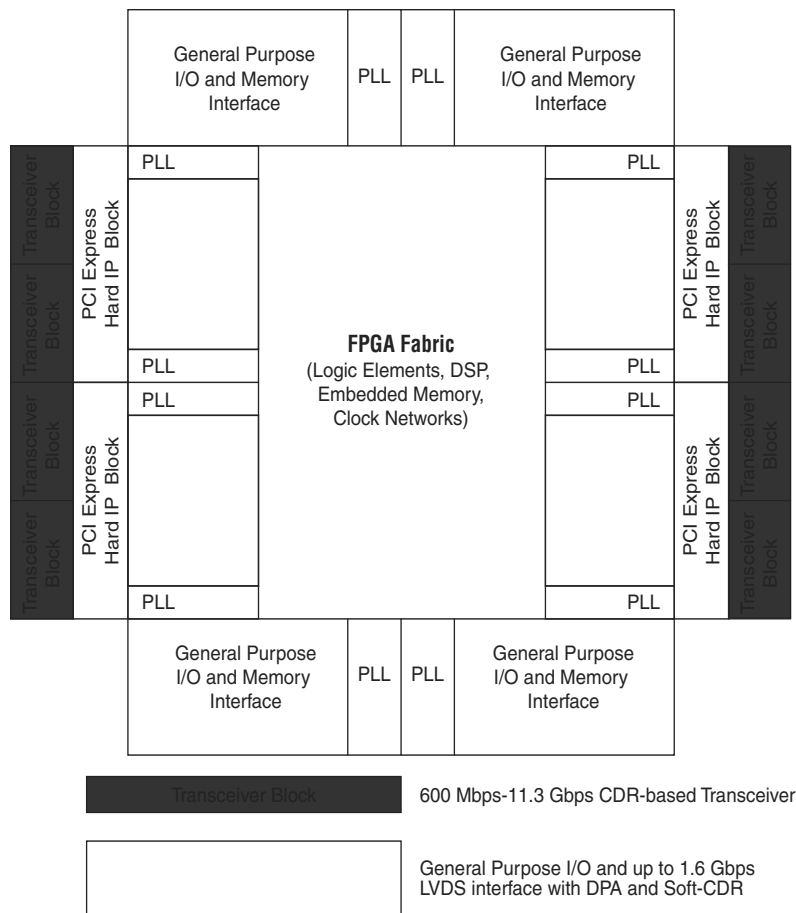 General Purpose
I/O and Memory
Interface
PLL
PLL
General Purpose
I/O and Memory
Interface
Transceiver
Block
Transceiver
Block
PCI Express
Hard IP Block
PLL
PLL
PLL
PLL
PCI Express
Hard IP Block
Transceiver
Block
Transceiver
Block
FPGA Fabric
(Logic Elements, DSP,
Embedded Memory,
Clock Networks)
Transceiver
Block
Transceiver
Block
PCI Express
Hard IP Block
PLL
PLL
PLL
PLL
PCI Express
Hard IP Block
Transceiver
Block
Transceiver
Block
General Purpose
I/O and Memory
Interface
PLL
PLL
General Purpose
I/O and Memory
Interface
Transceiver Block
600 Mbps-11.3 Gbps CDR-based Transceiver
General Purpose I/O and up to 1.6 Gbps
LVDS interface with DPA and Soft-CDR